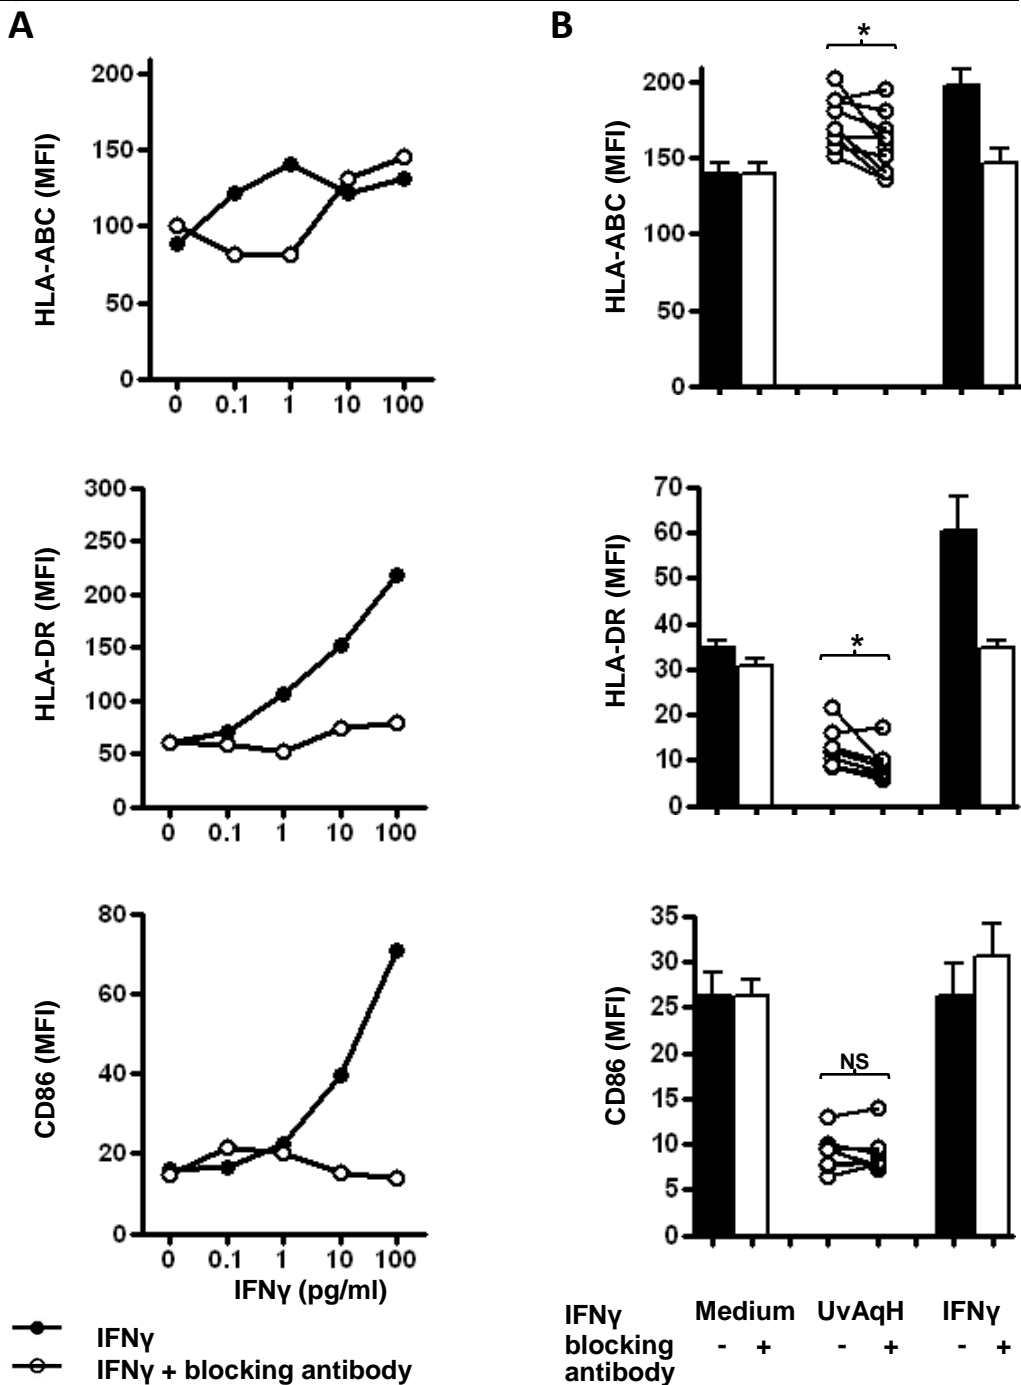 A
B
HLA-ABC (MFI)
200
150
100
50
0
0 0.1 1 10 100
HLA-ABC (MFI)
200
150
100
50
0
*
HLA-DR (MFI)
300
250
200
150
100
50
0
0 0.1 1 10 100
HLA-DR (MFI)
70
60
50
40
30
20
10
0
*
CD86 (MFI)
80
60
40
20
0
0 0.1 1 10 100
IFNγ (pg/ml)
CD86 (MFI)
35
30
25
20
15
10
5
0
NS
IFNγ
IFNγ + blocking antibody
Medium UvAqH IFNγ
IFNγ
blocking - + - + - +
antibody